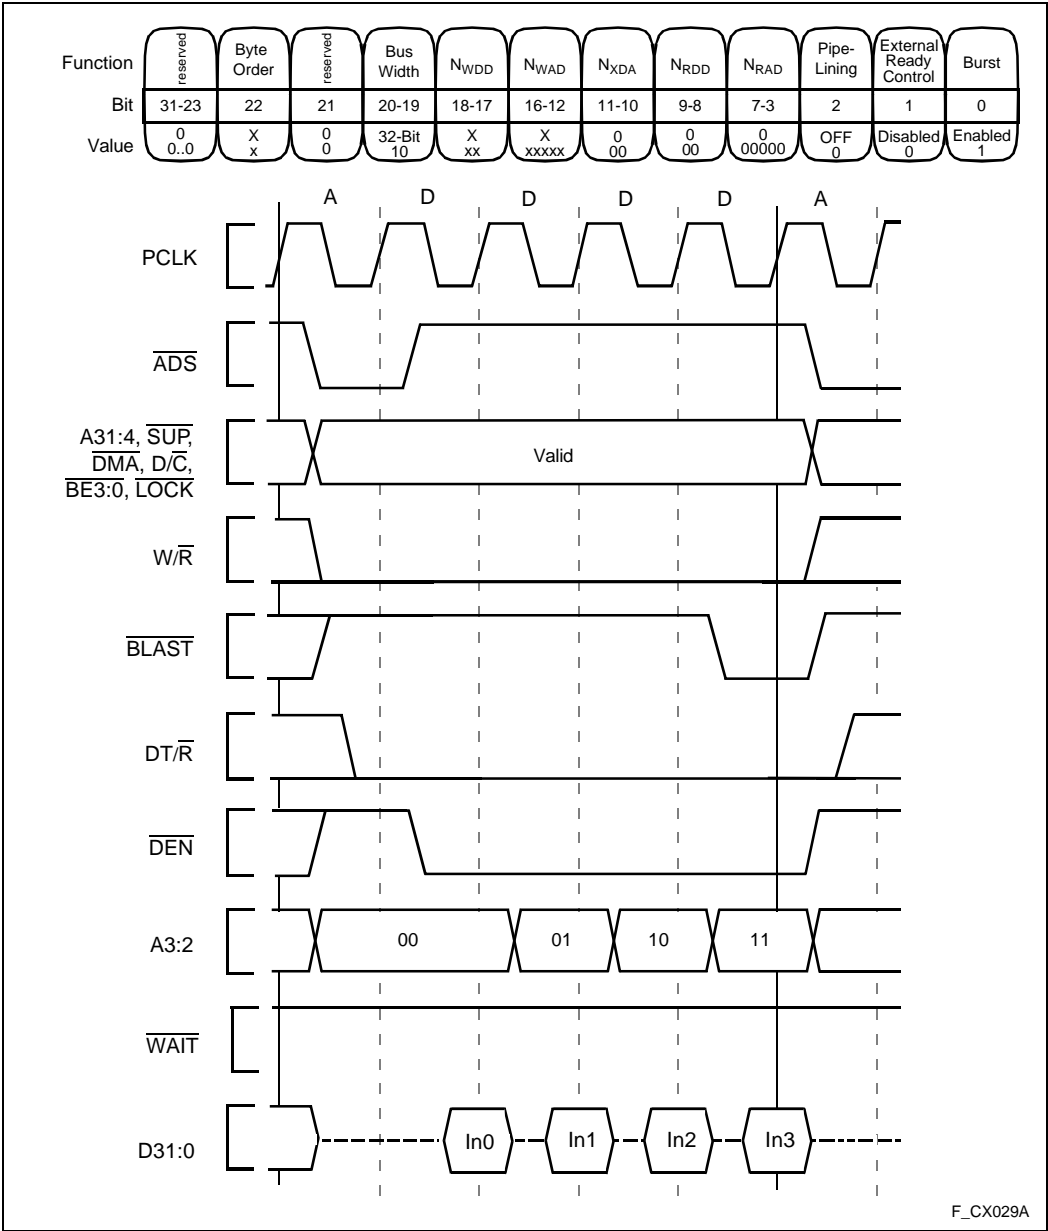 Function
reserved
Byte
Order
reserved
Bus
Width
NWDD
NWAD
NXDA
NRDD
NRAD
Pipe-
Lining
External
Ready
Control
Burst
Bit 31-23 22 21 20-19 18-17 16-12 11-10 9-8 7-3 2 1 0
Value
0
0..0
X
x
0
0
32-Bit
10
X
xx
X
xxxxx
0
00
0
00
0
00000
OFF
0
Disabled
0
Enabled
1
A D D D D A
PCLK
ADS
A31:4, SUP,
DMA, D/C,
BE3:0, LOCK
Valid
W/R
BLAST
DT/R
DEN
A3:2 00 01 10 11
WAIT
D31:0 In0 In1 In2 In3
F_CX029A